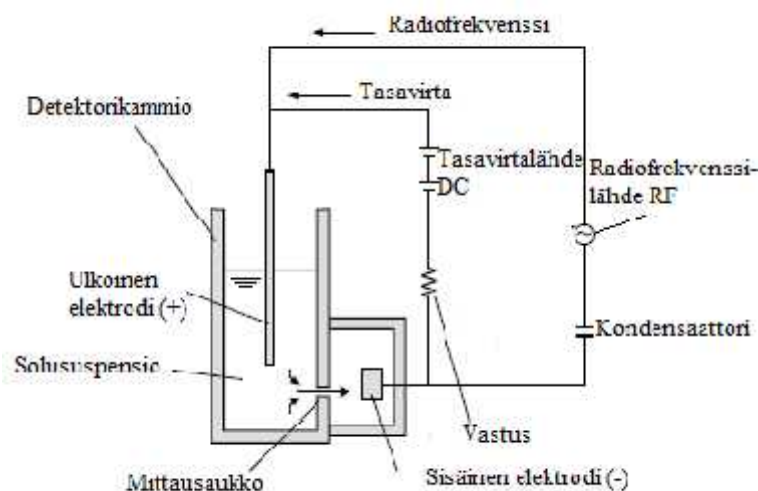 Radiofrekvenssi
Tasavirta
Detektorikammio
Tasavirtalähde
DC
Radiofrekvenssi-
lähde RF
Ulkoinen
elektrodi (+)
Kondensaattori
Solususpensio
Vastus
Mittausaukko
Sisäinen elektrodi (-)